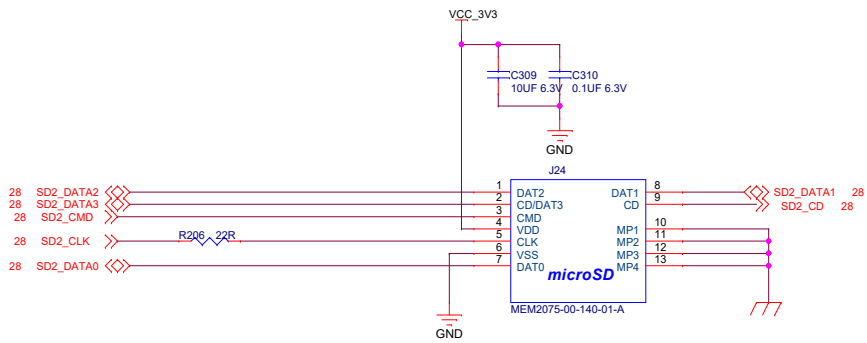 VCC_3V3
C309
10UF 6.3V
C310
0.1UF 6.3V
GND
J24
28 SD2_DATA2 1 DAT2 DAT1 8 SD2_DATA1 28
28 SD2_DATA3 2 CD/DAT3 CD 9 SD2_CD 28
28 SD2_CMD 3 CMD
4 VDD MP1 10
28 SD2_CLK R206 22R 5 CLK MP2 11
6 VSS MP3 12
28 SD2_DATA0 7 DAT0 MP4 13
microSD
MEM2075-00-140-01-A
GND